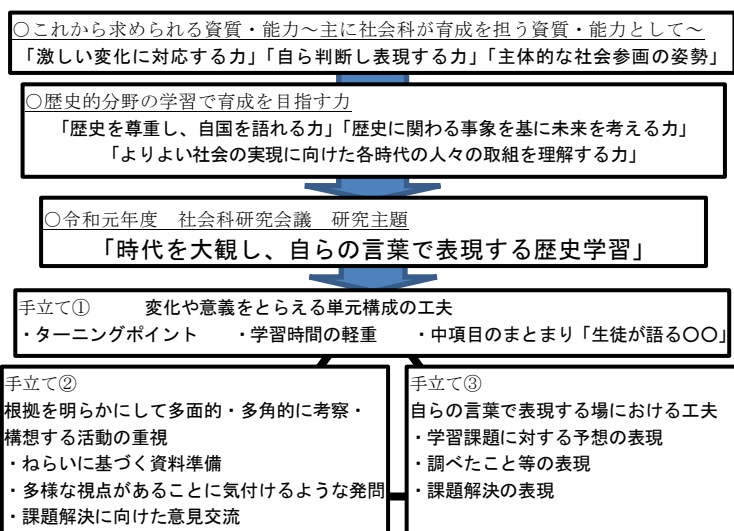 ○これから求められる資質・能力～主に社会科が育成を担う資質・能力として～
「激しい変化に対応する力」「自ら判断し表現する力」「主体的な社会参画の姿勢」
○歴史的分野の学習で育成を目指す力
「歴史を尊重し、自国を語れる力」「歴史に関わる事象を基に未来を考える力」
「よりよい社会の実現に向けた各時代の人々の取組を理解する力」
○令和元年度　社会科研究会議　研究主題
「時代を大観し、自らの言葉で表現する歴史学習」
手立て①　　変化や意義をとらえる単元構成の工夫
・ターニングポイント　　・学習時間の軽重　　・中項目のまとまり「生徒が語る〇〇」
手立て②
根拠を明らかにして多面的・多角的に考察・
構想する活動の重視
・ねらいに基づく資料準備
・多様な視点があることに気付けるような発問
・課題解決に向けた意見交流
手立て③
自らの言葉で表現する場における工夫
・学習課題に対する予想の表現
・調べたこと等の表現
・課題解決の表現